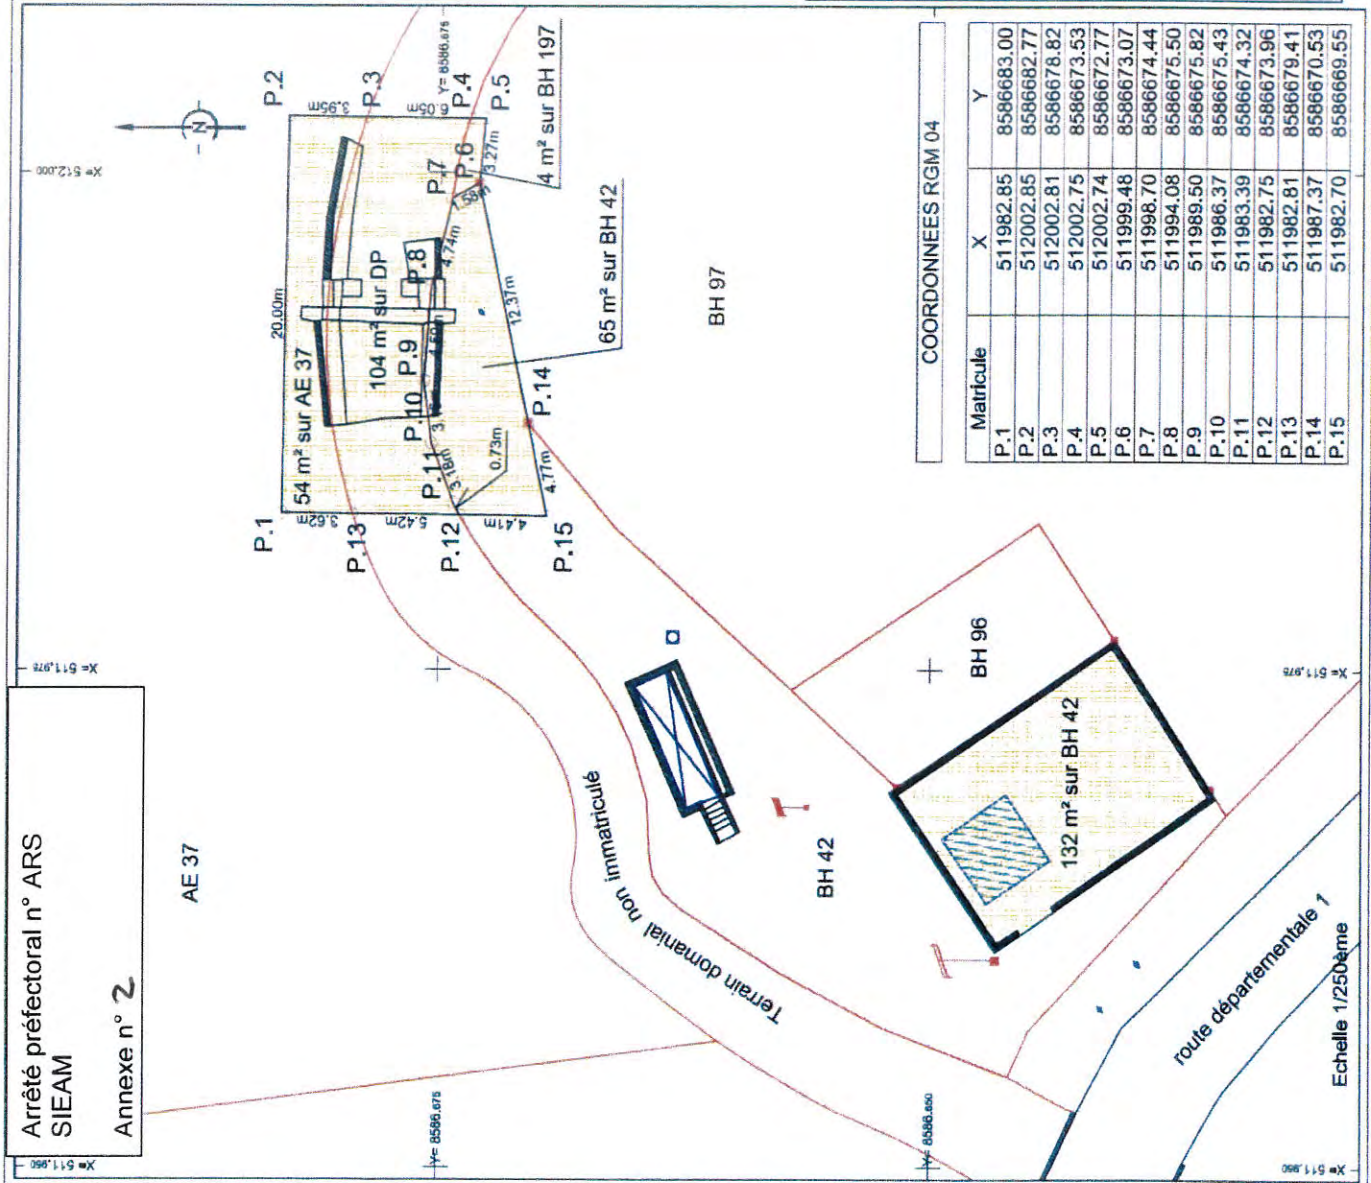 Arrêté préfectoral n° ARS
SIEAM
Annexe n° 2
X= 511,950
X= 511,975
X= 512,000
Y= 8586,675
Y= 8586,675
Y= 8586,650
X= 511,950
X= 511,975
-N-
AE 37
P.1
P.2
P.3
P.4
P.5
P.6
P.7
P.8
P.9
P.10
P.11
P.12
P.13
P.14
P.15
20.00m
3.95m
6.05m
3.27m
1.58m
4.74m
4.59m
3.18m
0.73m
12.37m
4.77m
4.41m
5.42m
3.62m
54 m² sur AE 37
104 m² sur DP
4 m² sur BH 197
65 m² sur BH 42
BH 97
Terrain domanial non immatriculé
BH 42
BH 96
132 m² sur BH 42
route départementale 1
Echelle 1/250ème
COORDONNEES RGM 04
Matricule X Y
P.1 511982.85 8586683.00
P.2 512002.85 8586682.77
P.3 512002.81 8586678.82
P.4 512002.75 8586673.53
P.5 512002.74 8586672.77
P.6 511999.48 8586673.07
P.7 511998.70 8586674.44
P.8 511994.08 8586675.50
P.9 511989.50 8586675.82
P.10 511986.37 8586675.43
P.11 511983.39 8586674.32
P.12 511982.75 8586673.96
P.13 511982.81 8586679.41
P.14 511987.37 8586670.53
P.15 511982.70 8586669.55